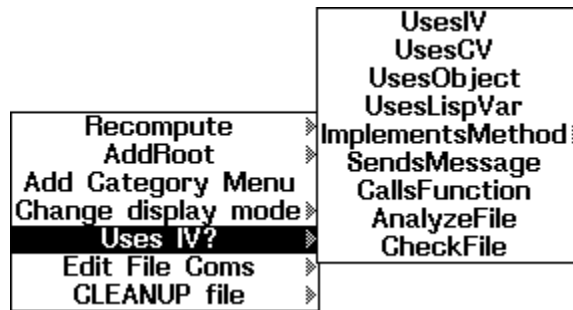 Recompute
AddRoot
Add Category Menu
Change display mode
Uses IV?
Edit File Coms
CLEANUP file
UsesIV
UsesCV
UsesObject
UsesLispVar
ImplementsMethod
SendsMessage
CallsFunction
AnalyzeFile
CheckFile